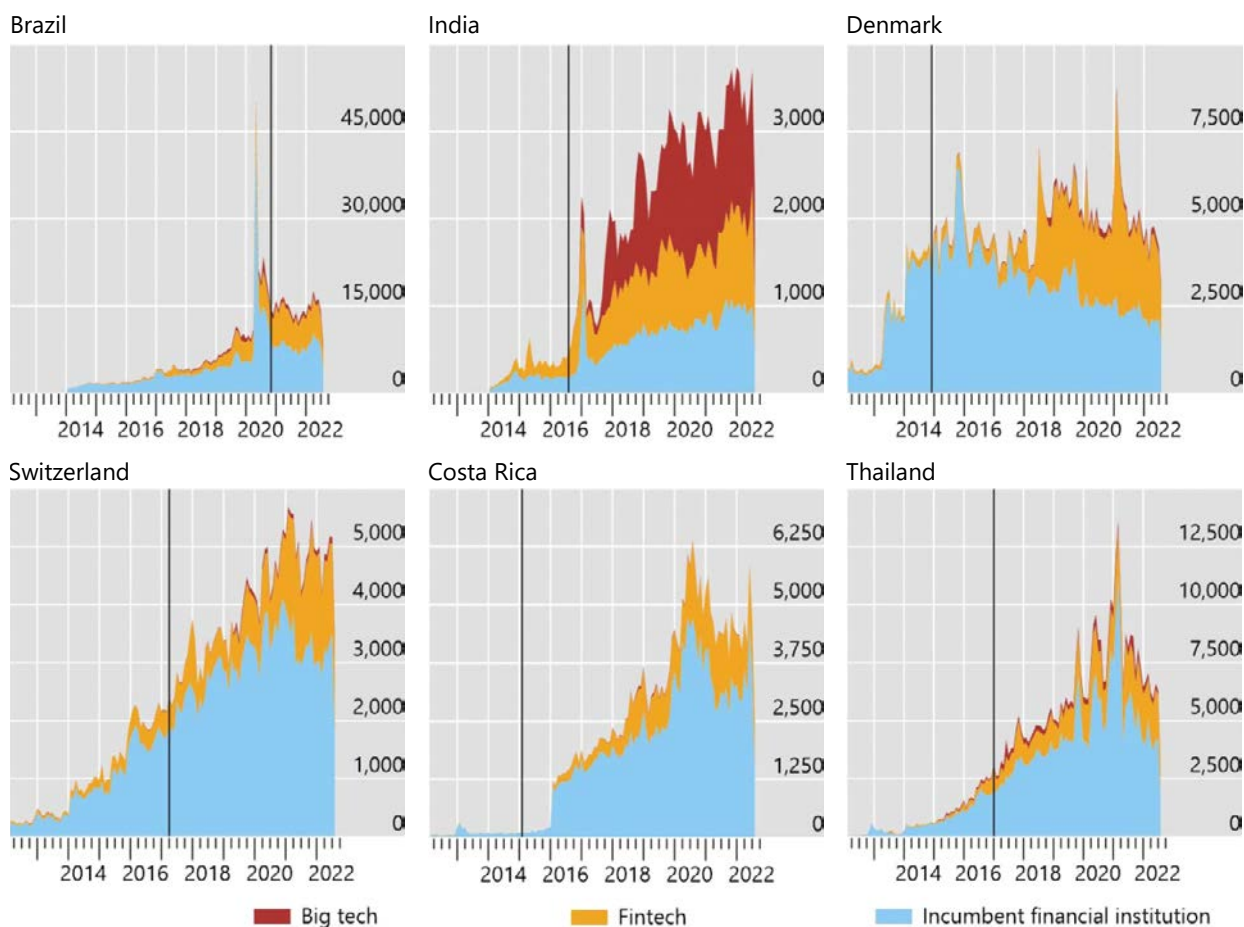 Brazil
45,000
30,000
15,000
0
2014 2016 2018 2020 2022
India
3,000
2,000
1,000
0
2014 2016 2018 2020 2022
Denmark
7,500
5,000
2,500
0
2014 2016 2018 2020 2022
Switzerland
5,000
4,000
3,000
2,000
1,000
0
2014 2016 2018 2020 2022
Costa Rica
6,250
5,000
3,750
2,500
1,250
0
2014 2016 2018 2020 2022
Thailand
12,500
10,000
7,500
5,000
2,500
0
2014 2016 2018 2020 2022
Big tech
Fintech
Incumbent financial institution